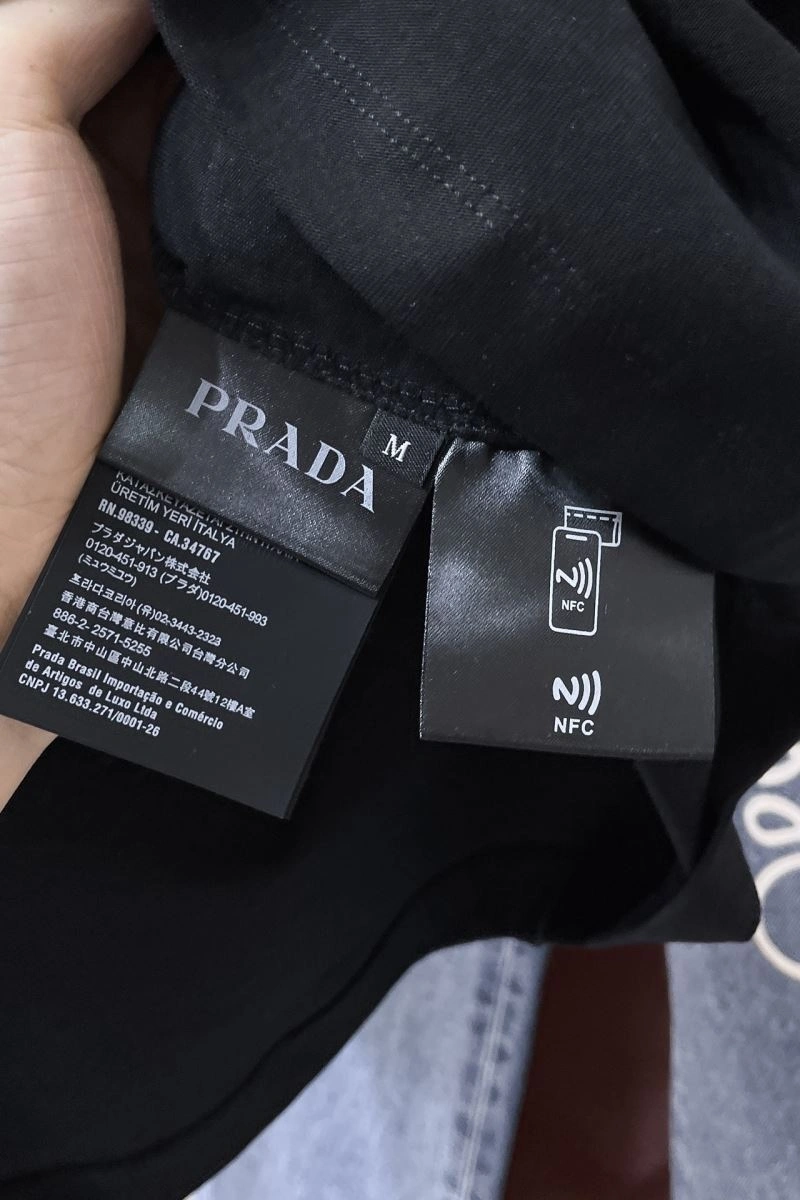 PRADA
M
ÜRETİM YERİ İTALYA
RN.98339 - CA.34767
プラダジャパン株式会社
0120-451-913 (プラダ)0120-451-993
(ミュウミュウ)
프라다코리아(유)02-3443-2323
香港商台灣意比有限公司台灣分公司
886-2-2571-5255
臺北市中山區中山北路二段44號12樓A室
Prada Brasil Importação e Comércio
de Artigos de Luxo Ltda
CNPJ 13.633.271/0001-26
NFC
NFC